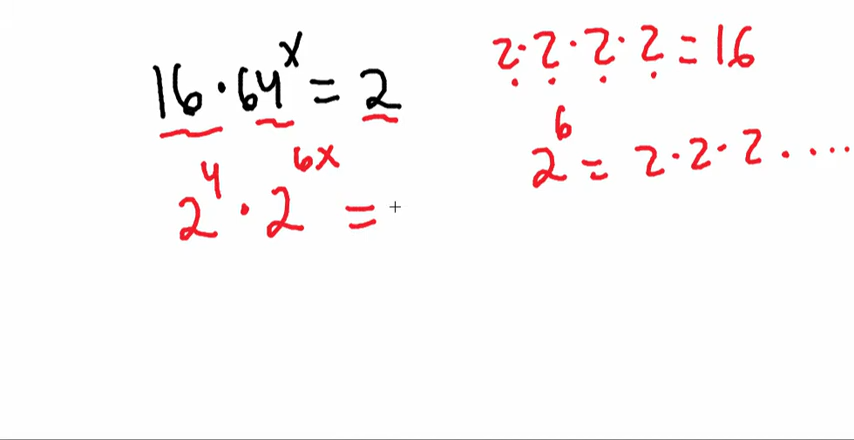 16 · 64^x = 2
2^4 · 2^6x =
2 · 2 · 2 · 2 = 16
2^6 = 2 · 2 · 2 · ....